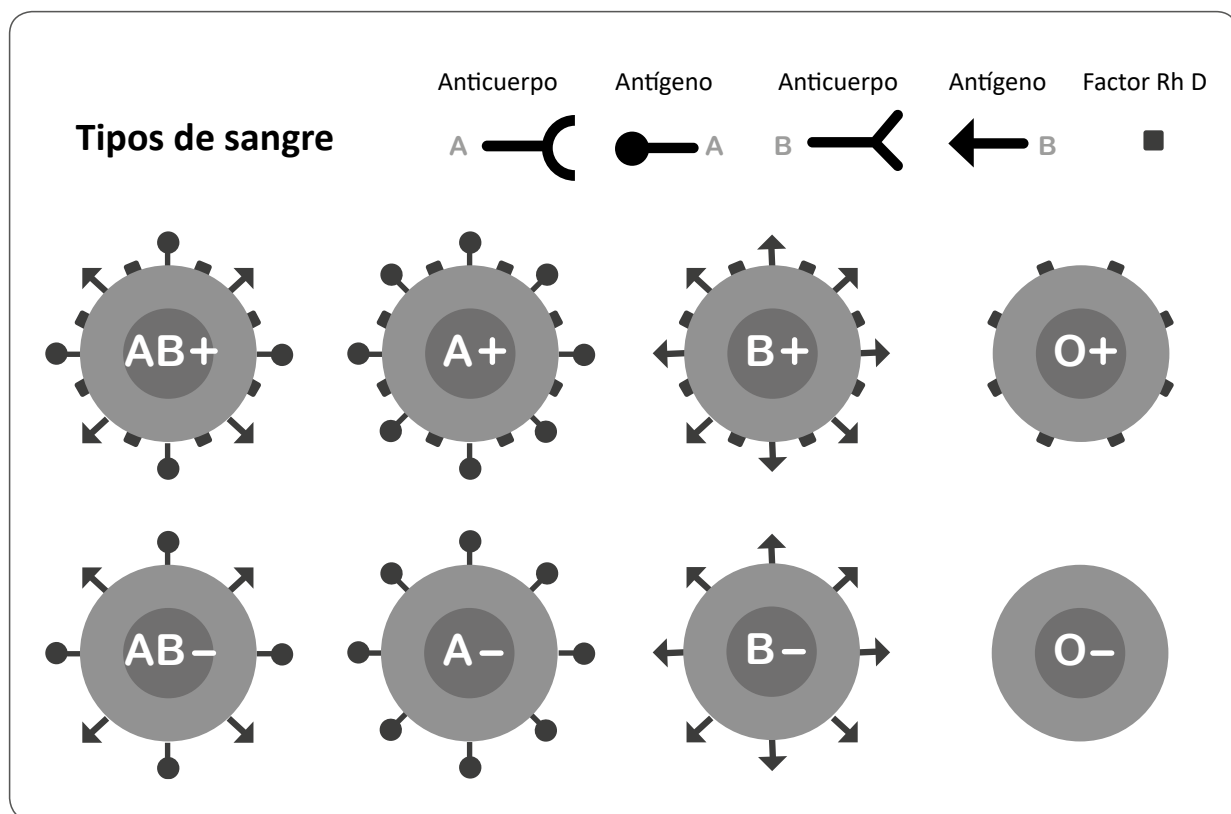 Anticuerpo Antígeno Anticuerpo Antígeno Factor Rh D
Tipos de sangre
A A B B
AB+ A+ B+ O+
AB- A- B- O-